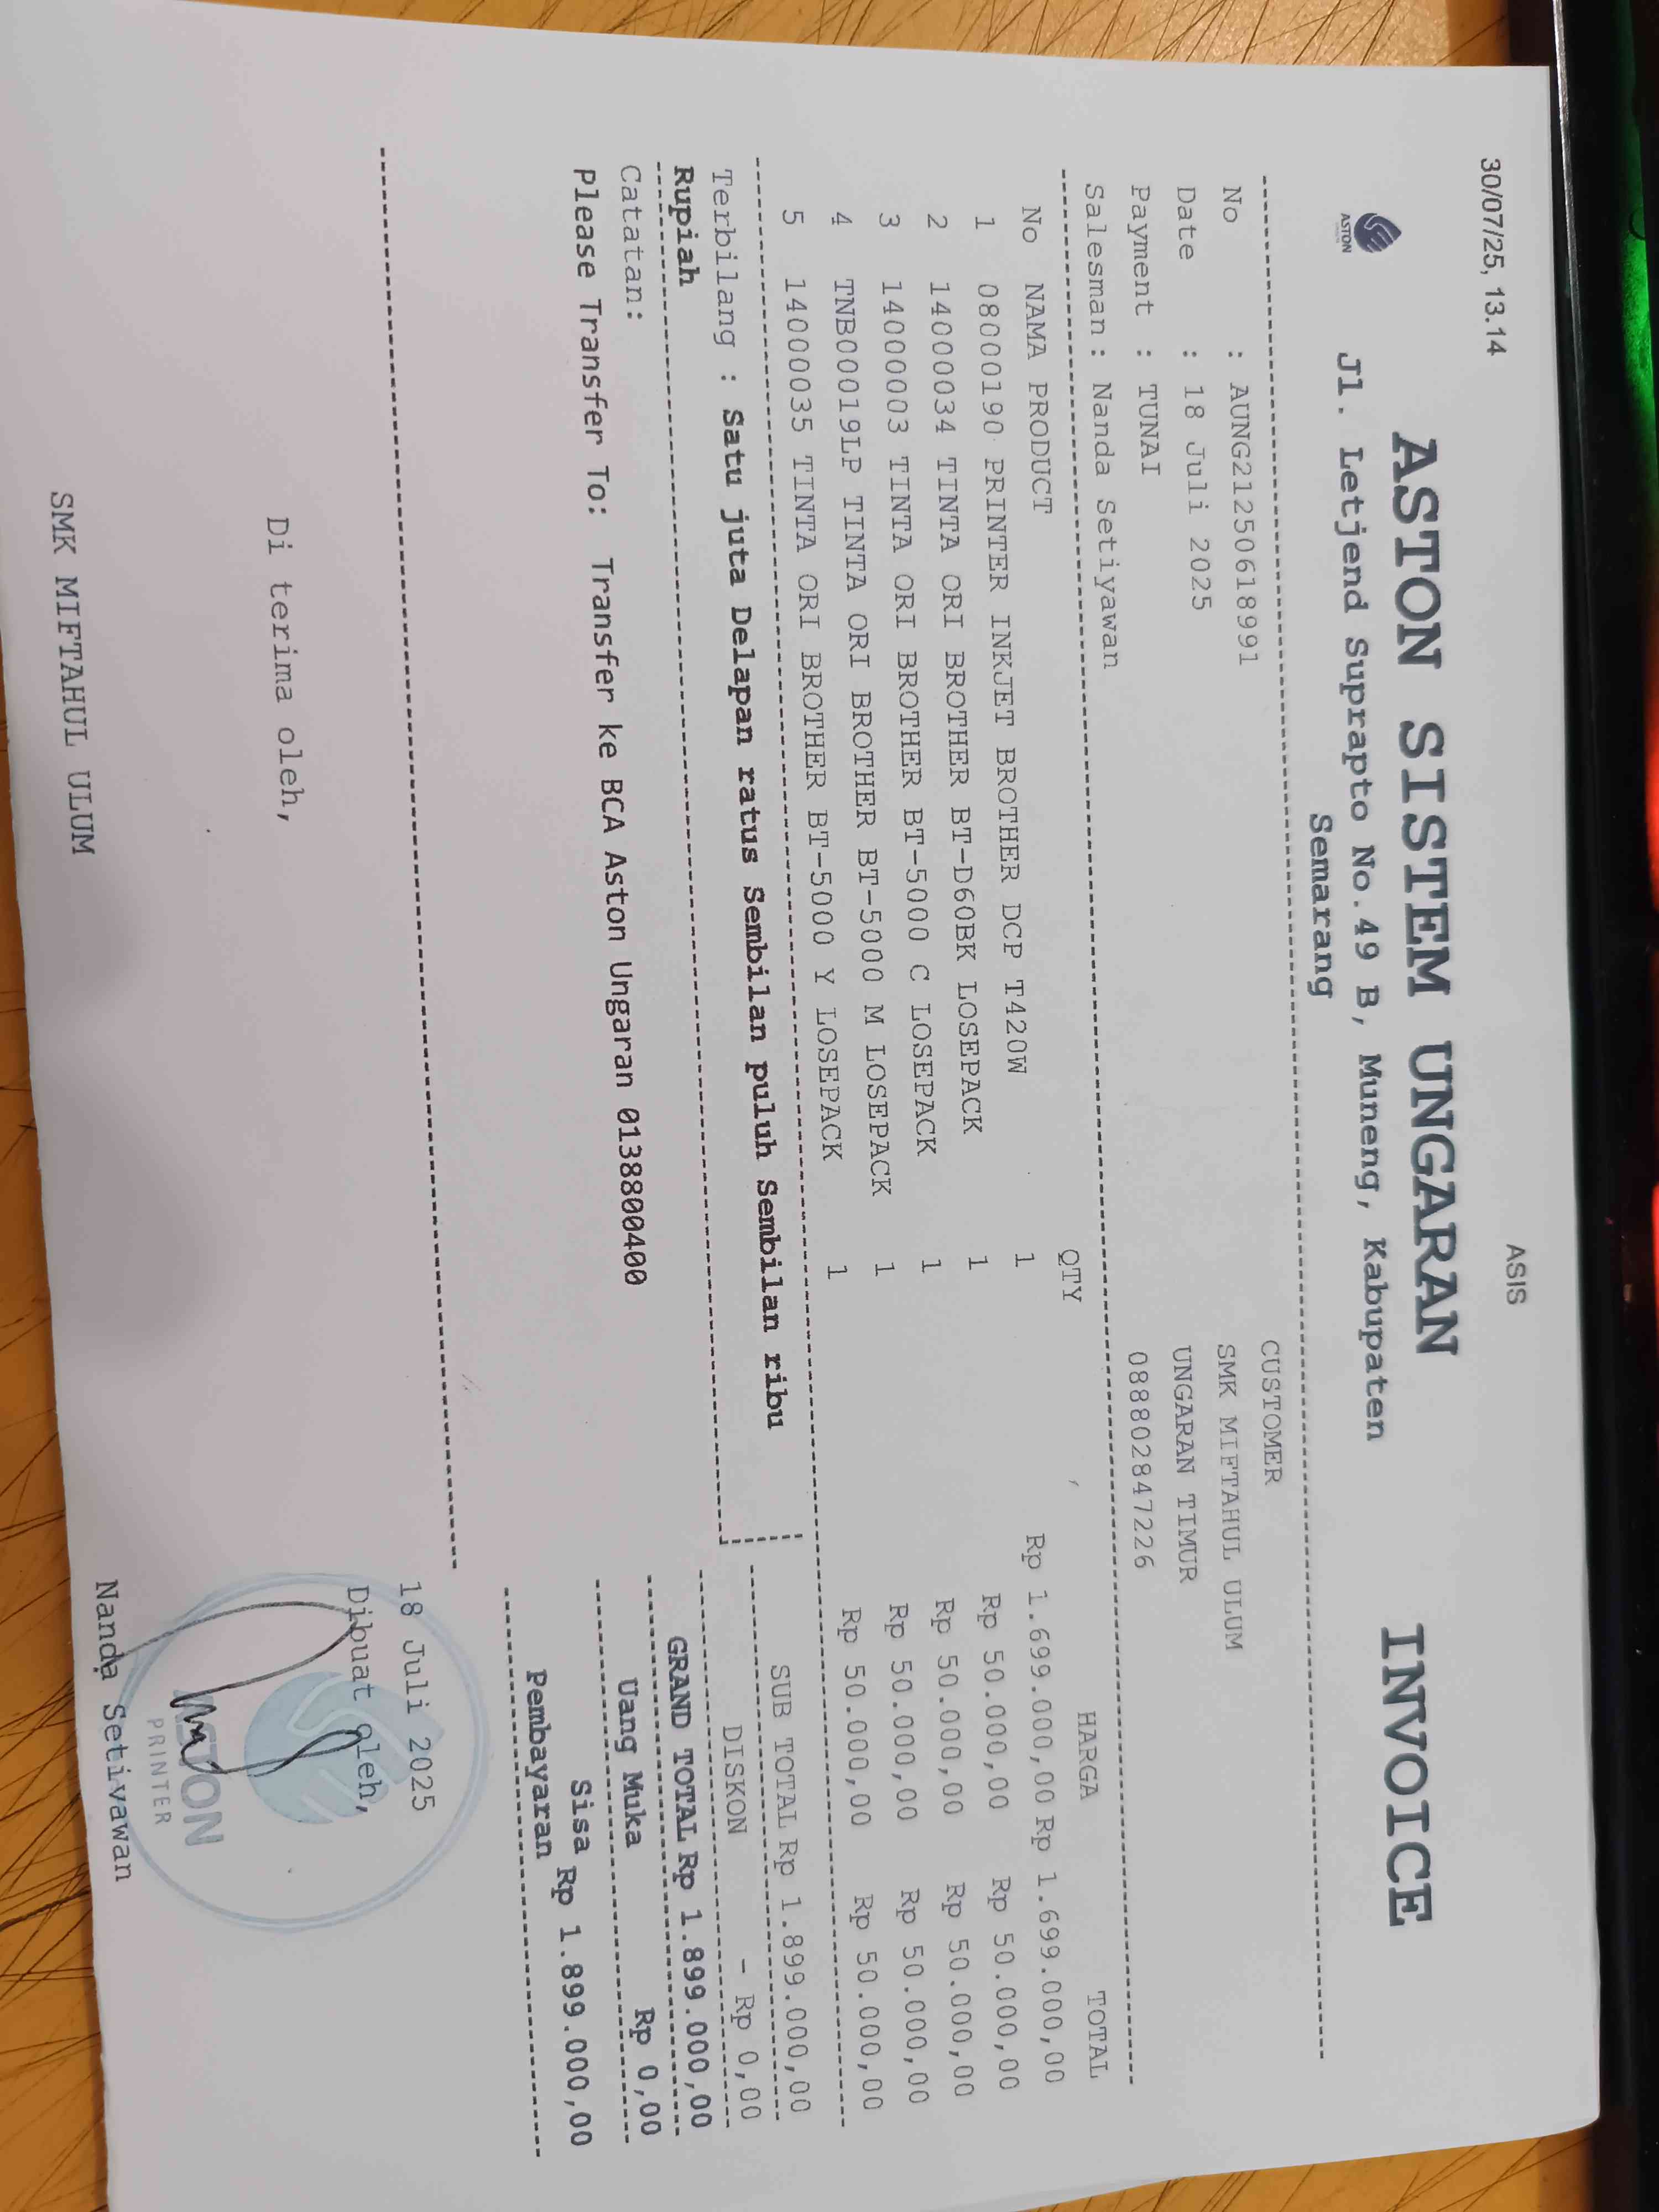 30/07/25, 13.14
ASIS
ASTON SISTEM UNGARAN
INVOICE
ASTON
Jl. Letjend Suprapto No.49 B, Muneng, Kabupaten
Semarang
CUSTOMER
No : AUNG21250618991
SMK MIFTAHUL ULUM
Date : 18 Juli 2025
UNGARAN TIMUR
Payment : TUNAI
088802847226
Salesman : Nanda Setiyawan
No NAMA PRODUCT QTY HARGA TOTAL
1 08000190 PRINTER INKJET BROTHER DCP T420W 1 Rp 1.699.000,00 Rp 1.699.000,00
2 14000034 TINTA ORI BROTHER BT-D60BK LOSEPACK 1 Rp 50.000,00 Rp 50.000,00
3 14000003 TINTA ORI BROTHER BT-5000 C LOSEPACK 1 Rp 50.000,00 Rp 50.000,00
4 TNB00019LP TINTA ORI BROTHER BT-5000 M LOSEPACK 1 Rp 50.000,00 Rp 50.000,00
5 14000035 TINTA ORI BROTHER BT-5000 Y LOSEPACK 1 Rp 50.000,00 Rp 50.000,00
Terbilang : Satu juta Delapan ratus Sembilan puluh Sembilan ribu
Rupiah
SUB TOTAL Rp 1.899.000,00
DISKON - Rp 0,00
GRAND TOTAL Rp 1.899.000,00
Catatan:
Uang Muka Rp 0,00
Please Transfer To: Transfer ke BCA Aston Ungaran 0138800400
Sisa Rp 1.899.000,00
Pembayaran
18 Juli 2025
Di terima oleh,
Dibuat oleh,
ASTON
PRINTER
SMK MIFTAHUL ULUM
Nanda Setiyawan